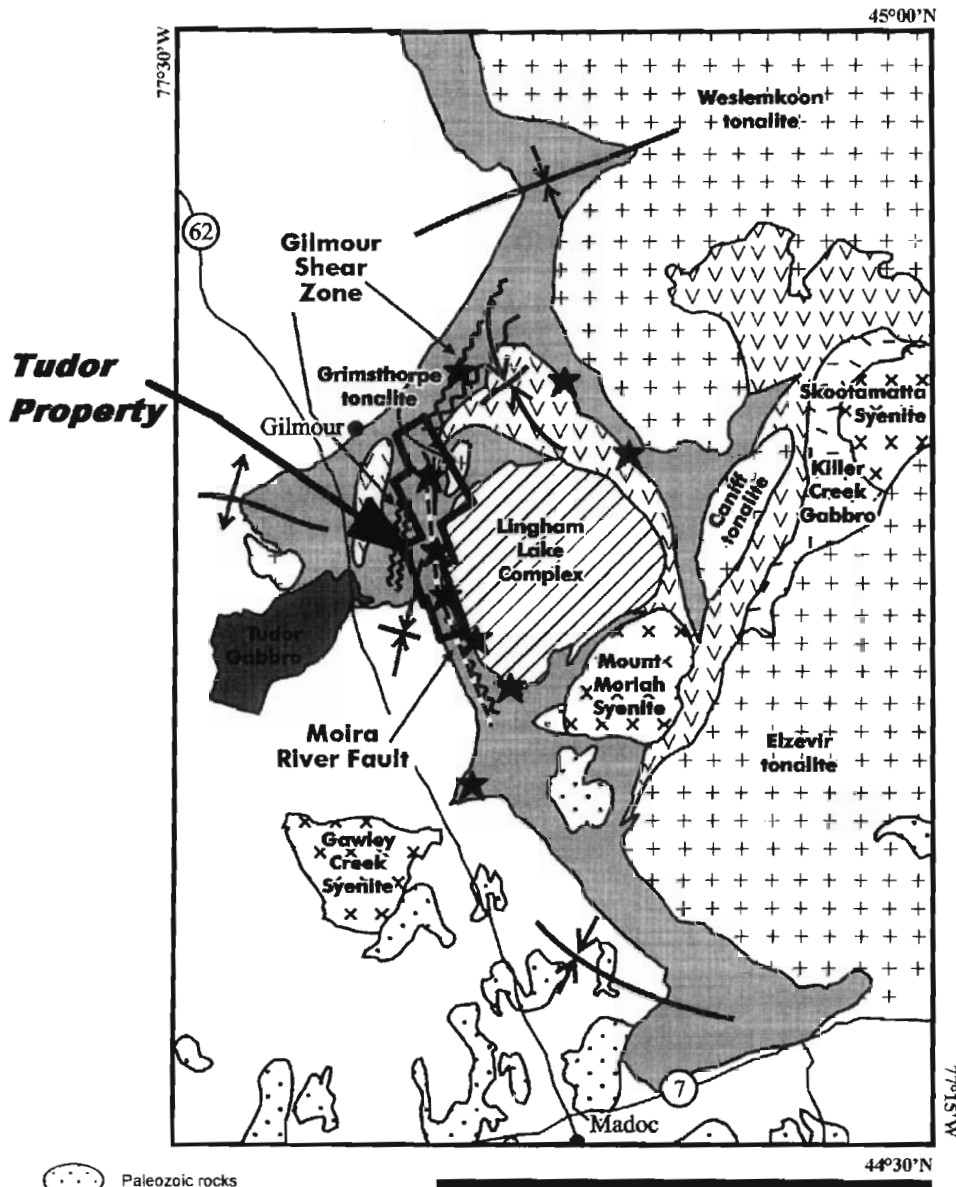 45°00'N
77°30'W
Weslemkoon
tonalite
62
Gilmour
Shear
Zone
Tudor
Property
Grimsthorpe
tonalite
Gilmour
Skootamatta
Syenite
Killer
Creek
Gabbro
Caniff
tonalite
Lingham
Lake
Complex
Tudor
Gabbro
Mount
Moriah
Syenite
Moira
River Fault
Elzevir
tonalite
Gawley
Creek
Syenite
7
Madoc
77°15'W
44°30'N
Paleozoic rocks